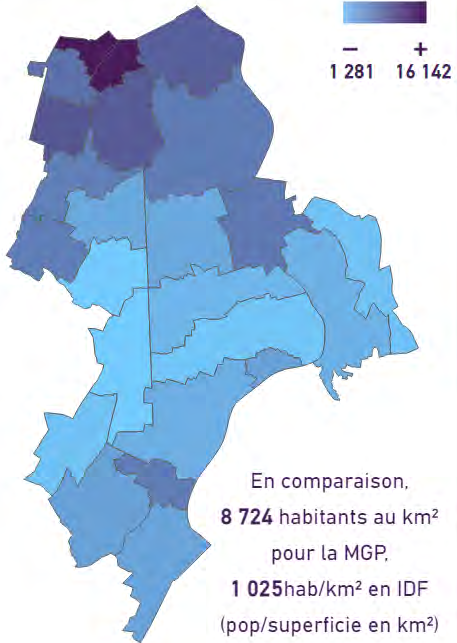 – +
1 281 16 142
En comparaison,
8 724 habitants au km²
pour la MGP,
1 025hab/km² en IDF
(pop/superficie en km²)